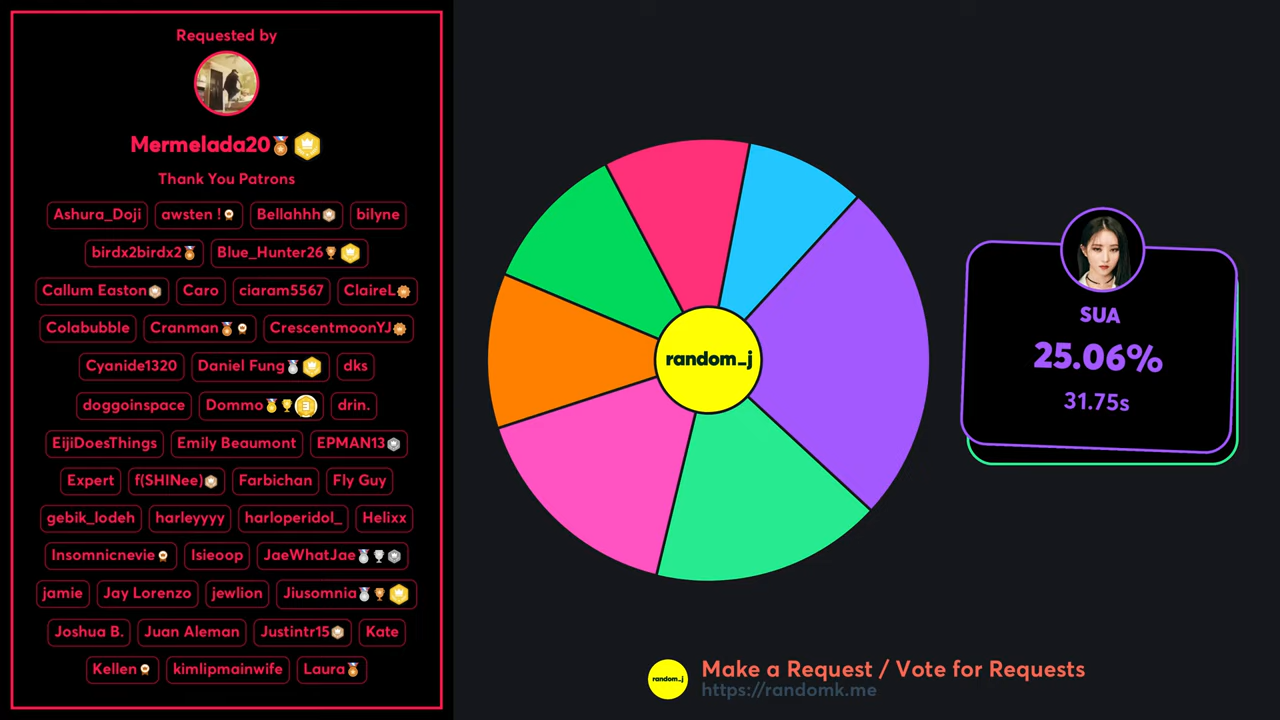 Requested by
Mermelada20
Thank You Patrons
Ashura_Doji awsten ! Bellahhh bilyne
birdx2birdx2 Blue_Hunter26
Callum Easton Caro ciaram5567 ClaireL
Colabubble Cranman CrescentmoonYJ
Cyanide1320 Daniel Fung dks
doggoinspace Dommo 3 drin.
EijiDoesThings Emily Beaumont EPMAN13
Expert f(SHINee) Farbichan Fly Guy
gebik_lodeh harleyyyy harloperidol_ Helixx
Insomnicnevie Isieoop JaeWhatJae
jamie Jay Lorenzo jewlion Jiusomnia
Joshua B. Juan Aleman Justintr15 Kate
Kellen kimlipmainwife Laura
random_j
SUA
25.06%
31.75s
random_j
Make a Request / Vote for Requests
https://randomk.me